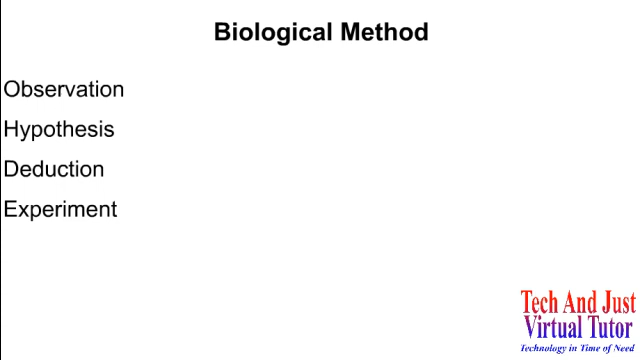 Biological Method
Observation
Hypothesis
Deduction
Experiment
Tech And Just
Virtual Tutor
Technology in Time of Need